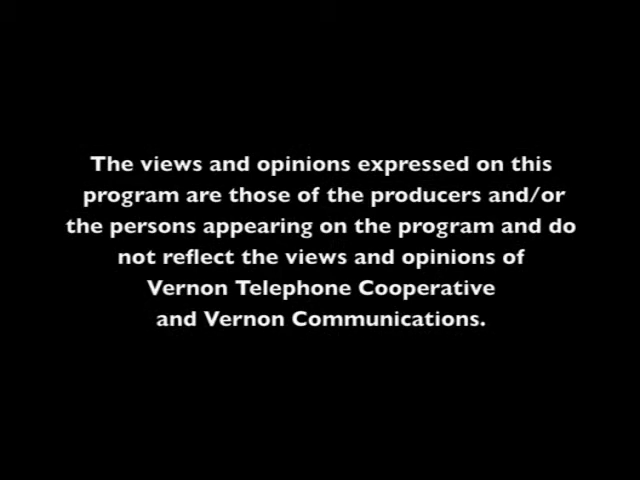 The views and opinions expressed on this
program are those of the producers and/or
the persons appearing on the program and do
not reflect the views and opinions of
Vernon Telephone Cooperative
and Vernon Communications.